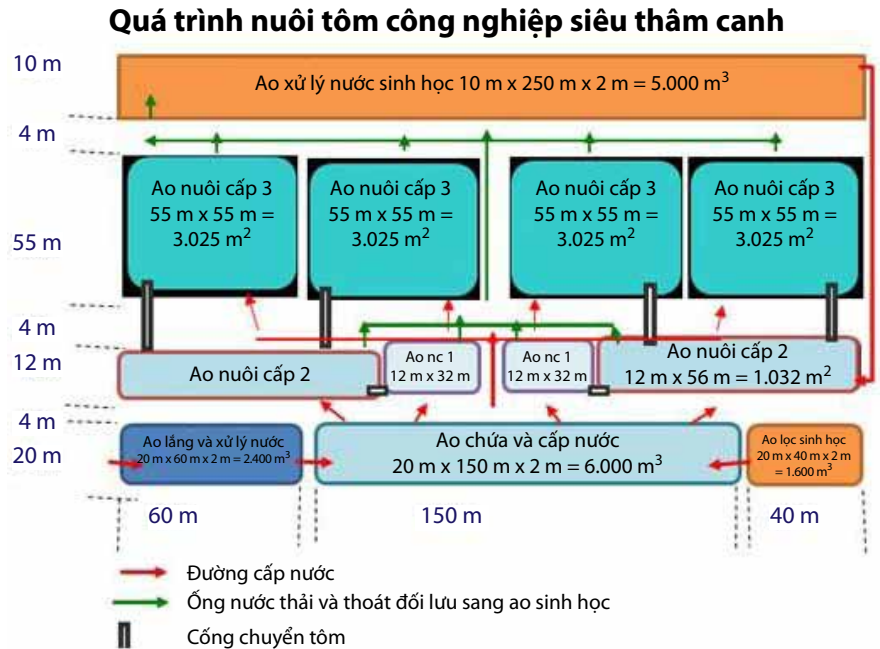 Quá trình nuôi tôm công nghiệp siêu thâm canh
10 m
Ao xử lý nước sinh học 10 m x 250 m x 2 m = 5.000 m³
4 m
Ao nuôi cấp 3
55 m x 55 m =
3.025 m²
Ao nuôi cấp 3
55 m x 55 m =
3.025 m²
Ao nuôi cấp 3
55 m x 55 m =
3.025 m²
Ao nuôi cấp 3
55 m x 55 m =
3.025 m²
55 m
4 m
12 m
Ao nuôi cấp 2
Ao nc 1
12 m x 32 m
Ao nc 1
12 m x 32 m
Ao nuôi cấp 2
12 m x 56 m = 1.032 m²
4 m
20 m
Ao lắng và xử lý nước
20 m x 60 m x 2 m = 2.400 m³
Ao chứa và cấp nước
20 m x 150 m x 2 m = 6.000 m³
Ao lọc sinh học
20 m x 40 m x 2 m
= 1.600 m³
60 m
150 m
40 m
Đường cấp nước
Ống nước thải và thoát đối lưu sang ao sinh học
Cống chuyển tôm